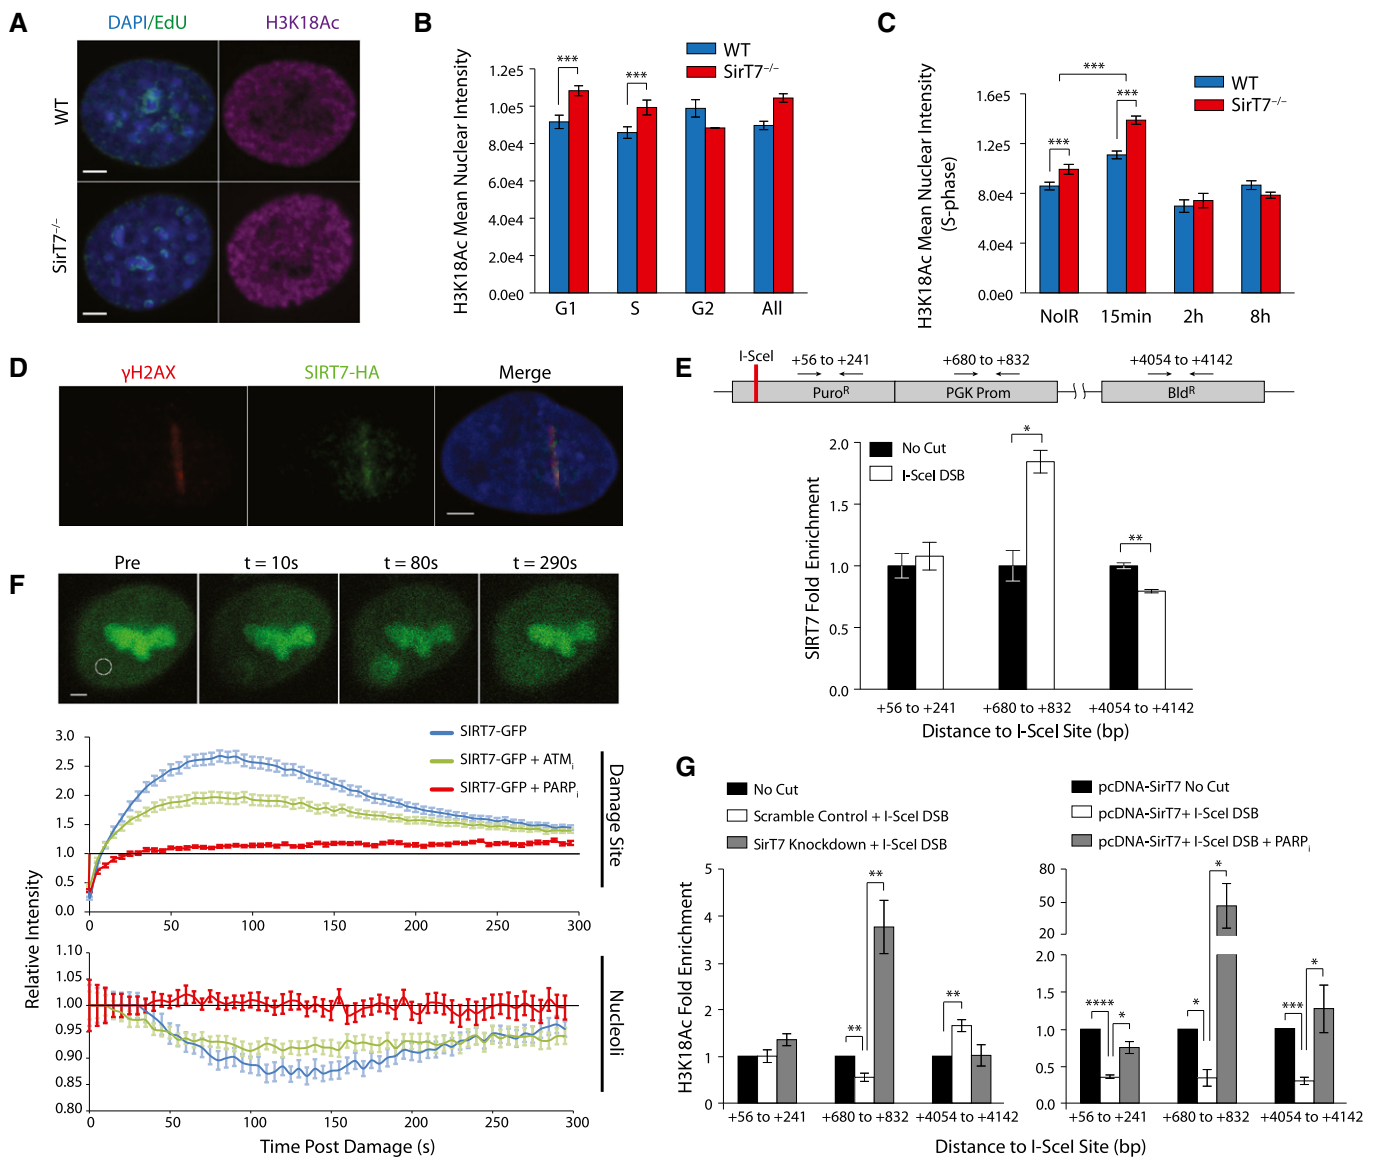 A
DAPI/EdU
H3K18Ac
WT
SirT7–/–
B
WT
SirT7–/–
H3K18Ac Mean Nuclear Intensity
1.2e5
1.0e5
8.0e4
6.0e4
4.0e4
2.0e4
0.0e0
***
***
G1
S
G2
All
C
WT
SirT7–/–
H3K18Ac Mean Nuclear Intensity
(S-phase)
1.6e5
1.2e5
8.0e4
4.0e4
0.0e0
***
***
***
NoIR
15min
2h
8h
D
γH2AX
SIRT7-HA
Merge
E
I-SceI
+56 to +241
+680 to +832
+4054 to +4142
PuroR
PGK Prom
BldR
No Cut
I-SceI DSB
SIRT7 Fold Enrichment
2.0
1.5
1.0
0.5
0.0
*
**
+56 to +241
+680 to +832
+4054 to +4142
Distance to I-SceI Site (bp)
F
Pre
t = 10s
t = 80s
t = 290s
SIRT7-GFP
SIRT7-GFP + ATMi
SIRT7-GFP + PARPi
3.0
2.5
2.0
1.5
1.0
0.5
0.0
0
50
100
150
200
250
300
Damage Site
Relative Intensity
1.10
1.05
1.00
0.95
0.90
0.85
0.80
0
50
100
150
200
250
300
Nucleoli
Time Post Damage (s)
G
No Cut
Scramble Control + I-SceI DSB
SirT7 Knockdown + I-SceI DSB
pcDNA-SirT7 No Cut
pcDNA-SirT7+ I-SceI DSB
pcDNA-SirT7+ I-SceI DSB + PARPi
H3K18Ac Fold Enrichment
5
4
3
2
1
0
**
**
**
+56 to +241
+680 to +832
+4054 to +4142
80
50
20
2.0
1.5
1.0
0.5
0.0
****
*
*
*
***
*
+56 to +241
+680 to +832
+4054 to +4142
Distance to I-SceI Site (bp)